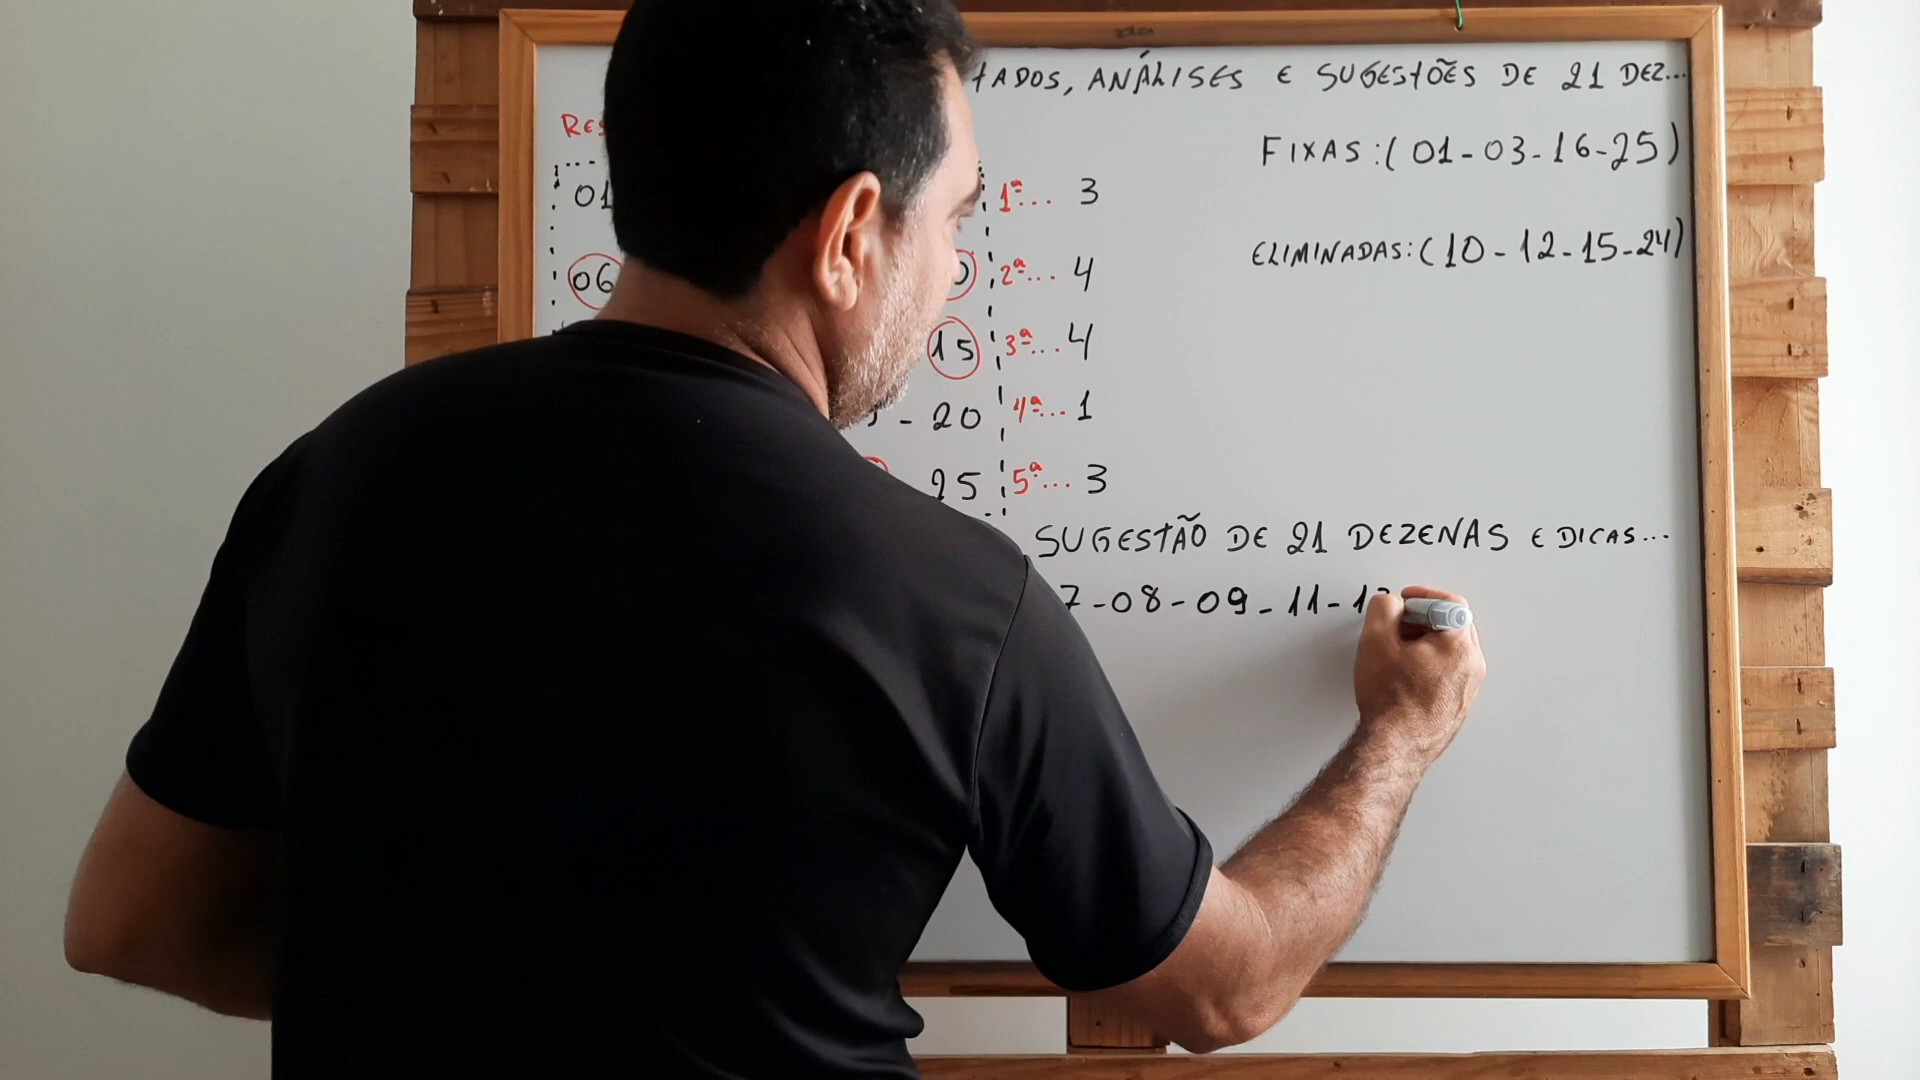 TADOS, ANÁLISES E SUGESTÕES DE 21 DEZ...
FIXAS:(01-03-16-25)
ELIMINADAS:(10-12-15-24)
01 1ª... 3
06 2ª... 4
15 3ª... 4
- 20 4ª... 1
25 5ª... 3
SUGESTÃO DE 21 DEZENAS E DICAS...
7-08-09-11-